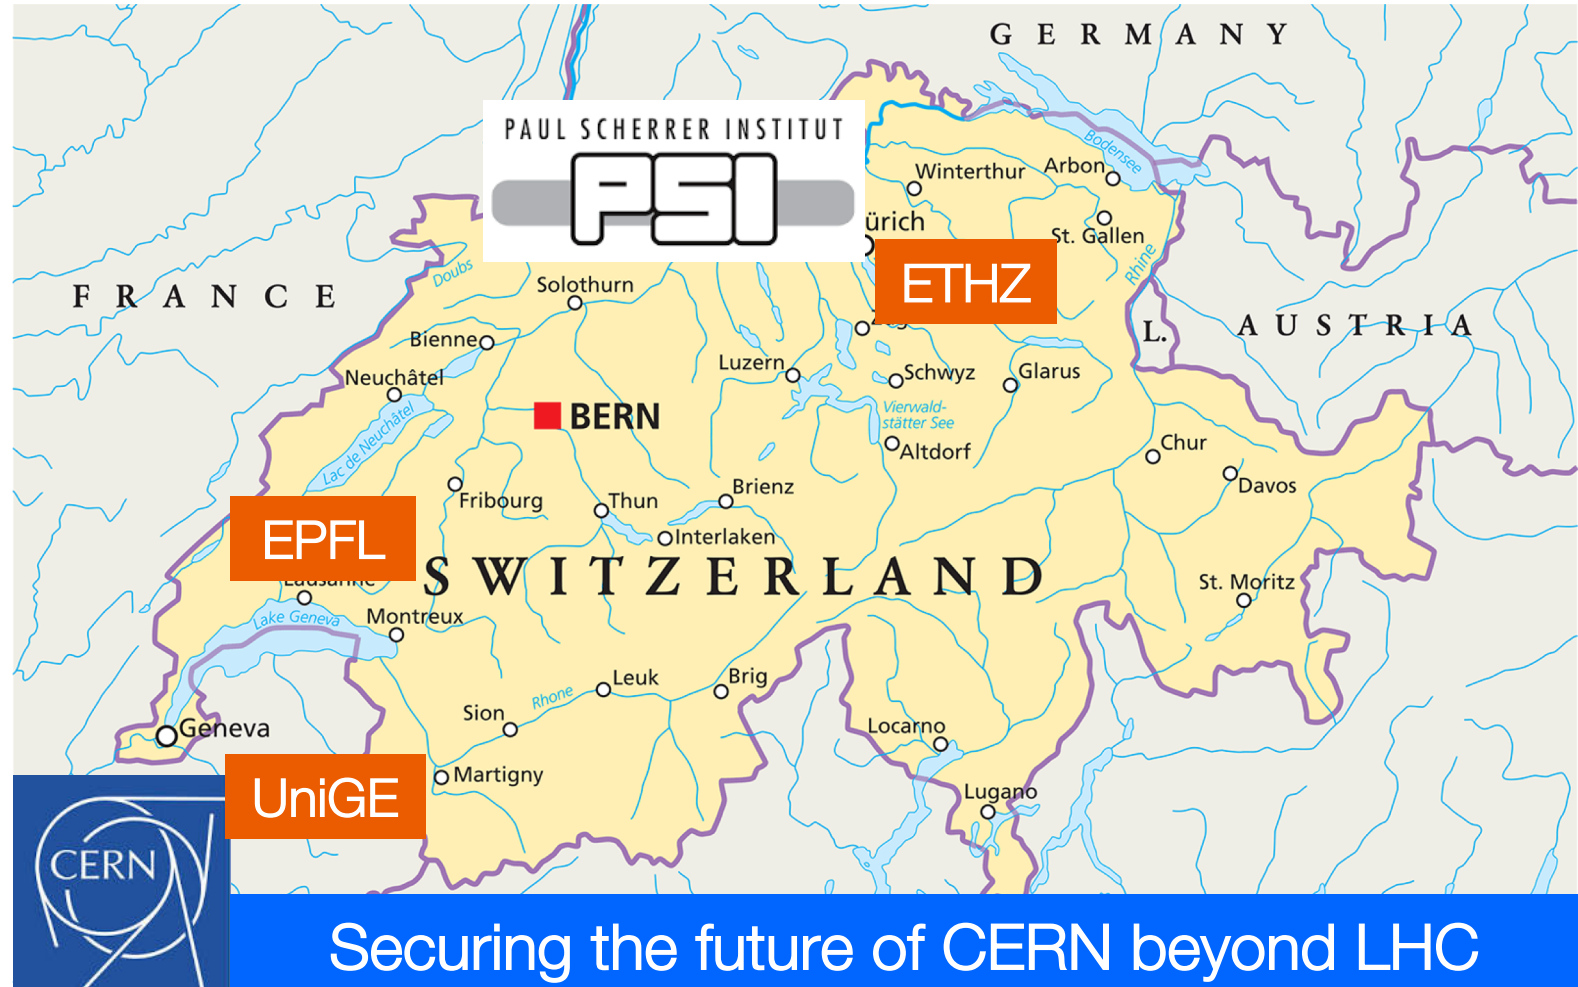 GERMANY
PAUL SCHERRER INSTITUT
PSI
Bodensee
Winterthur
Arbon
ürich
St. Gallen
Rhine
ETHZ
Doubs
Solothurn
FRANCE
L.
AUSTRIA
Bienne
Luzern
Schwyz
Glarus
Neuchâtel
Lac de Neuchâtel
BERN
Vierwald-
stätter See
Altdorf
Chur
Davos
Fribourg
Thun
Brienz
Interlaken
EPFL
Lausanne
SWITZERLAND
St. Moritz
Lake Geneva
Montreux
Leuk
Brig
Rhone
Sion
Locarno
Geneva
Martigny
UniGE
Lugano
CERN
Securing the future of CERN beyond LHC